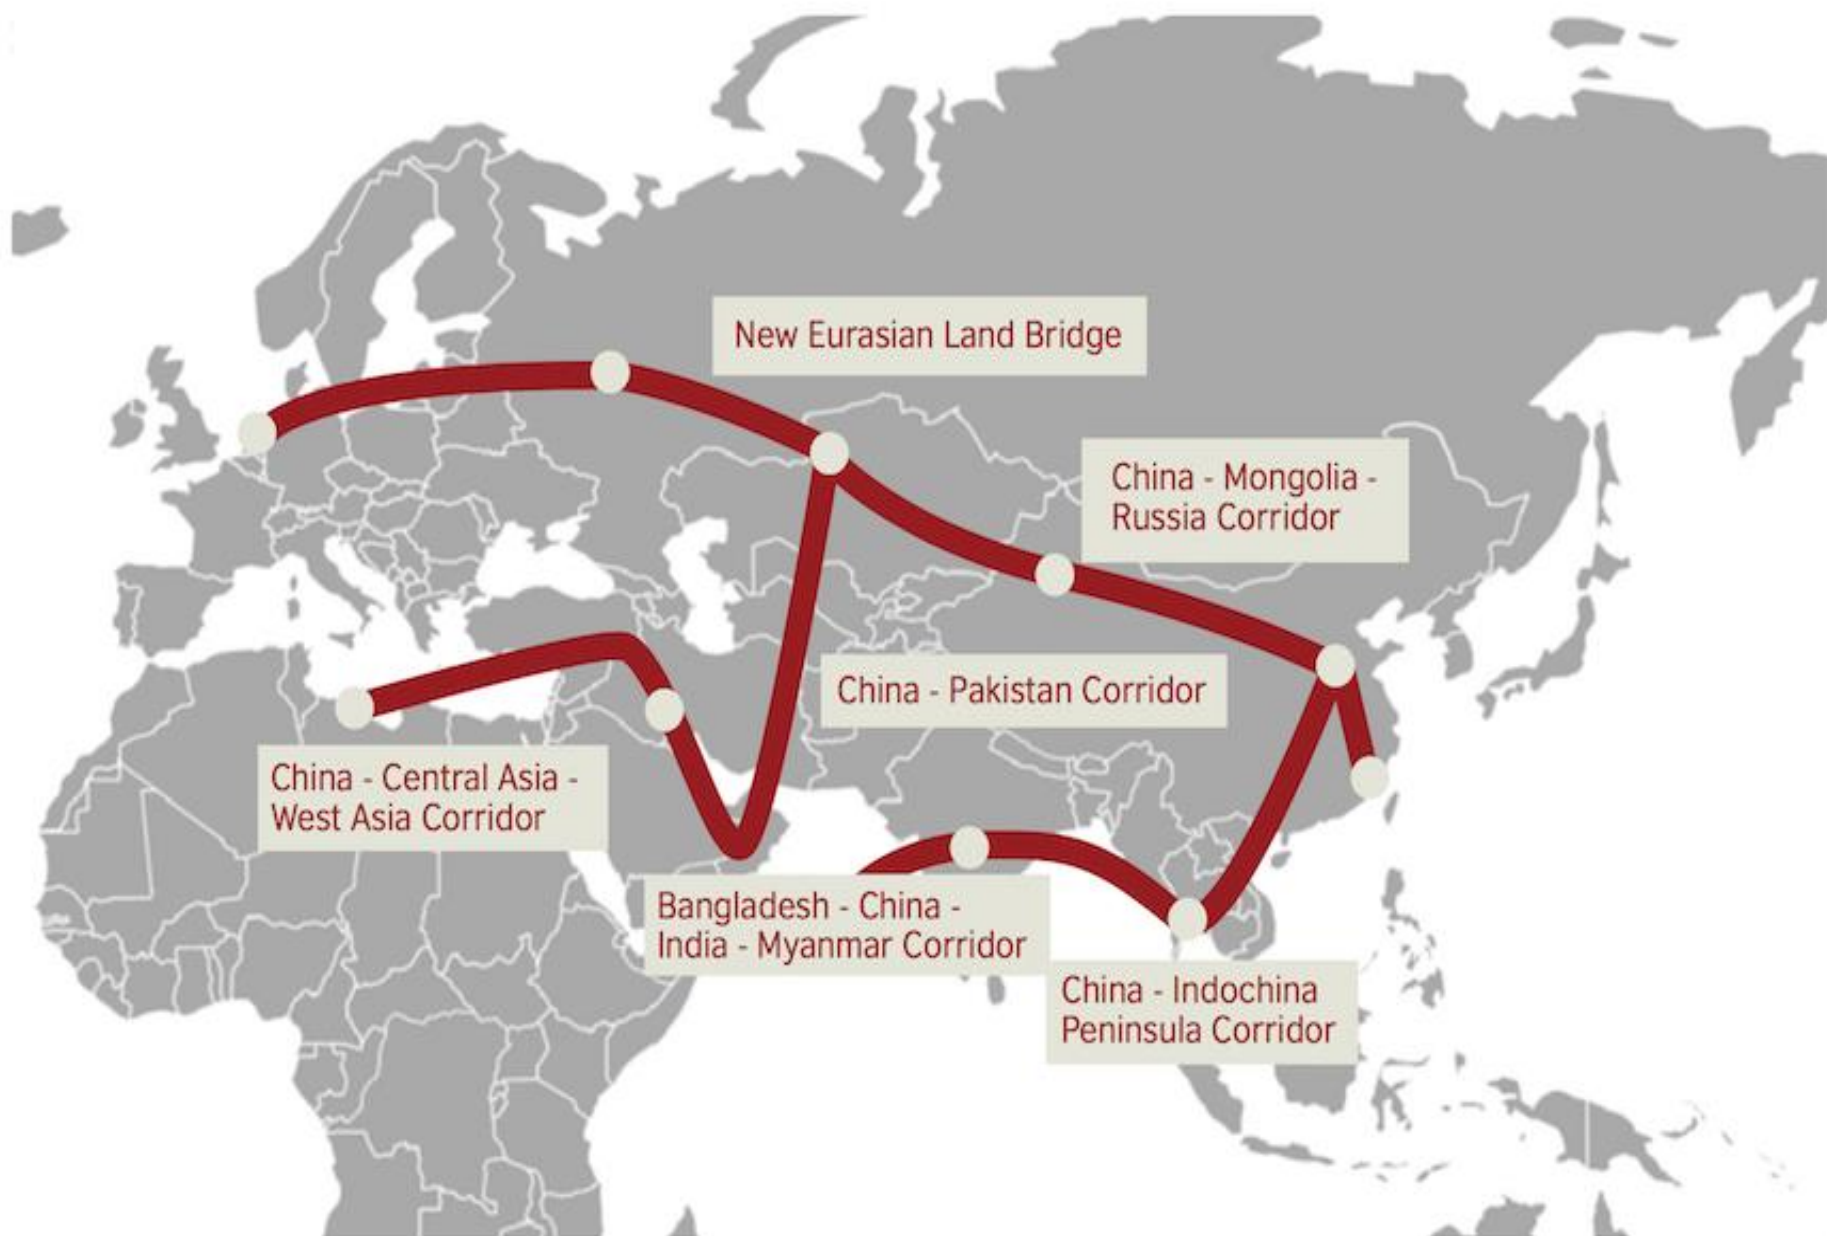 New Eurasian Land Bridge
China - Mongolia -
Russia Corridor
China - Pakistan Corridor
China - Central Asia -
West Asia Corridor
Bangladesh - China -
India - Myanmar Corridor
China - Indochina
Peninsula Corridor